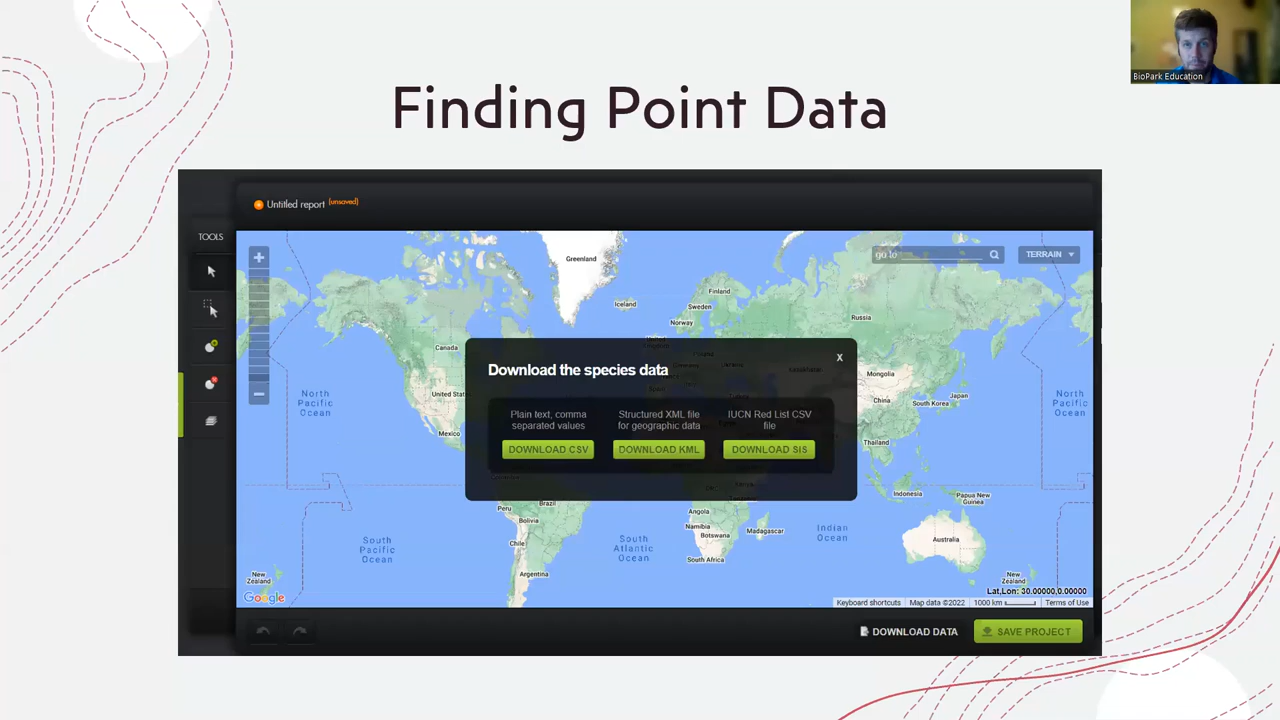 BioPark Education
Finding Point Data
Untitled report (unsaved)
TOOLS
go to
TERRAIN
Greenland
Iceland
Finland
Sweden
Norway
Russia
Canada
United
North
Pacific
Ocean
United States
Mexico
Mongolia
China
South Korea
Japan
Thailand
North
Pacific
Ocean
Download the species data
X
Plain text, comma
separated values
Structured XML file
for geographic data
IUCN Red List CSV
file
DOWNLOAD CSV
DOWNLOAD KML
DOWNLOAD SIS
Indonesia
Papua New
Guinea
Brazil
Peru
Bolivia
Chile
Argentina
Angola
Namibia
Botswana
Madagascar
South Africa
Indian
Ocean
Australia
South
Pacific
Ocean
South
Atlantic
Ocean
New
Zealand
New
Zealand
Lat,Lon: 30.00000,0.00000
Google
Keyboard shortcuts
Map data ©2022
1000 km
Terms of Use
DOWNLOAD DATA
SAVE PROJECT